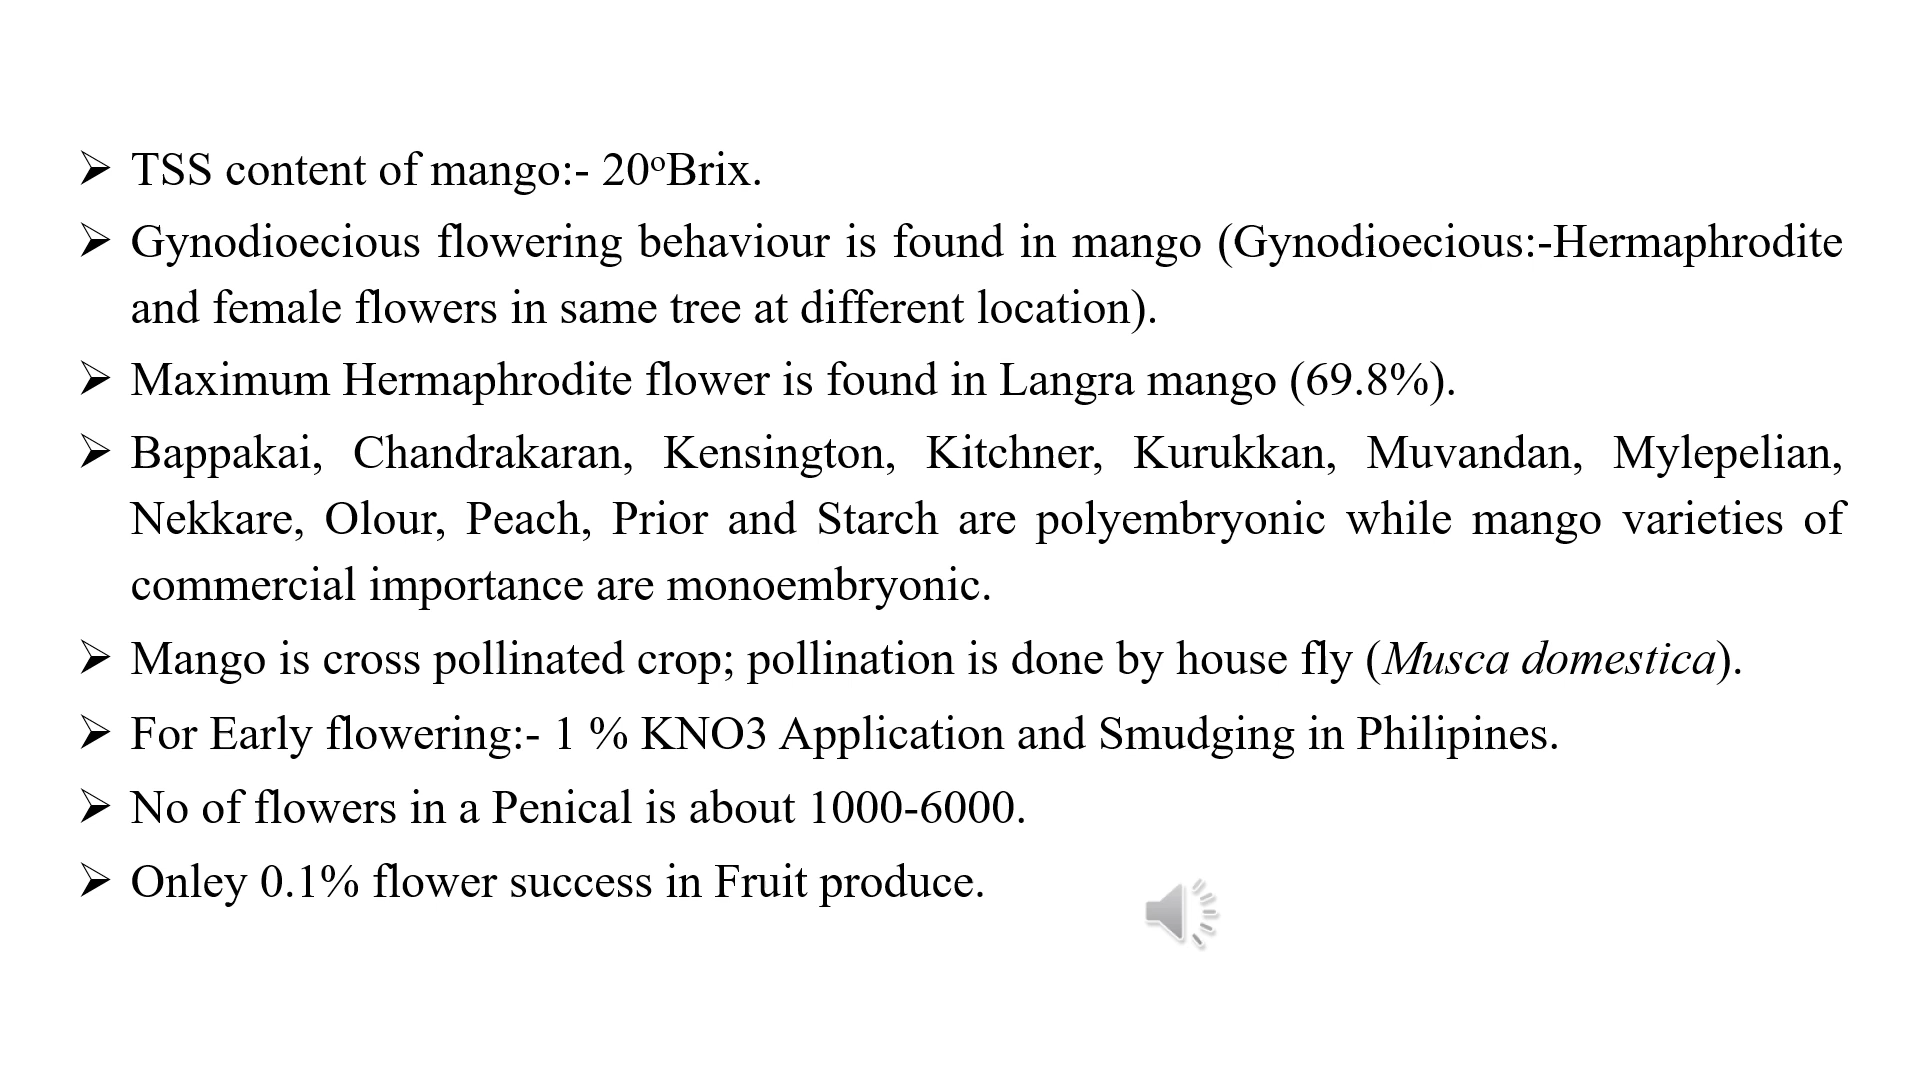 ➢ TSS content of mango:- 20ᵒBrix.
➢ Gynodioecious flowering behaviour is found in mango (Gynodioecious:-Hermaphrodite
and female flowers in same tree at different location).
➢ Maximum Hermaphrodite flower is found in Langra mango (69.8%).
➢ Bappakai, Chandrakaran, Kensington, Kitchner, Kurukkan, Muvandan, Mylepelian,
Nekkare, Olour, Peach, Prior and Starch are polyembryonic while mango varieties of
commercial importance are monoembryonic.
➢ Mango is cross pollinated crop; pollination is done by house fly (Musca domestica).
➢ For Early flowering:- 1 % KNO3 Application and Smudging in Philipines.
➢ No of flowers in a Penical is about 1000-6000.
➢ Onley 0.1% flower success in Fruit produce.